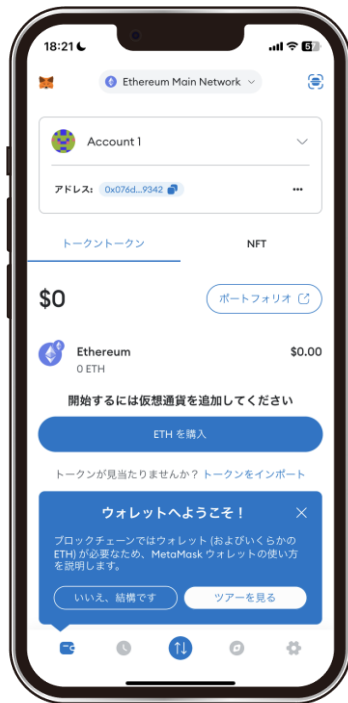 18:21
67
Ethereum Main Network
Account 1
アドレス: 0x076d...9342
トークントークン
NFT
$0
ポートフォリオ
Ethereum
$0.00
0 ETH
開始するには仮想通貨を追加してください
ETH を購入
トークンが見当たりませんか? トークンをインポート
ウォレットへようこそ!
ブロックチェーンではウォレット (およびいくらかの
ETH) が必要なため、MetaMask ウォレットの使い方
を説明します。
いいえ、結構です
ツアーを見る